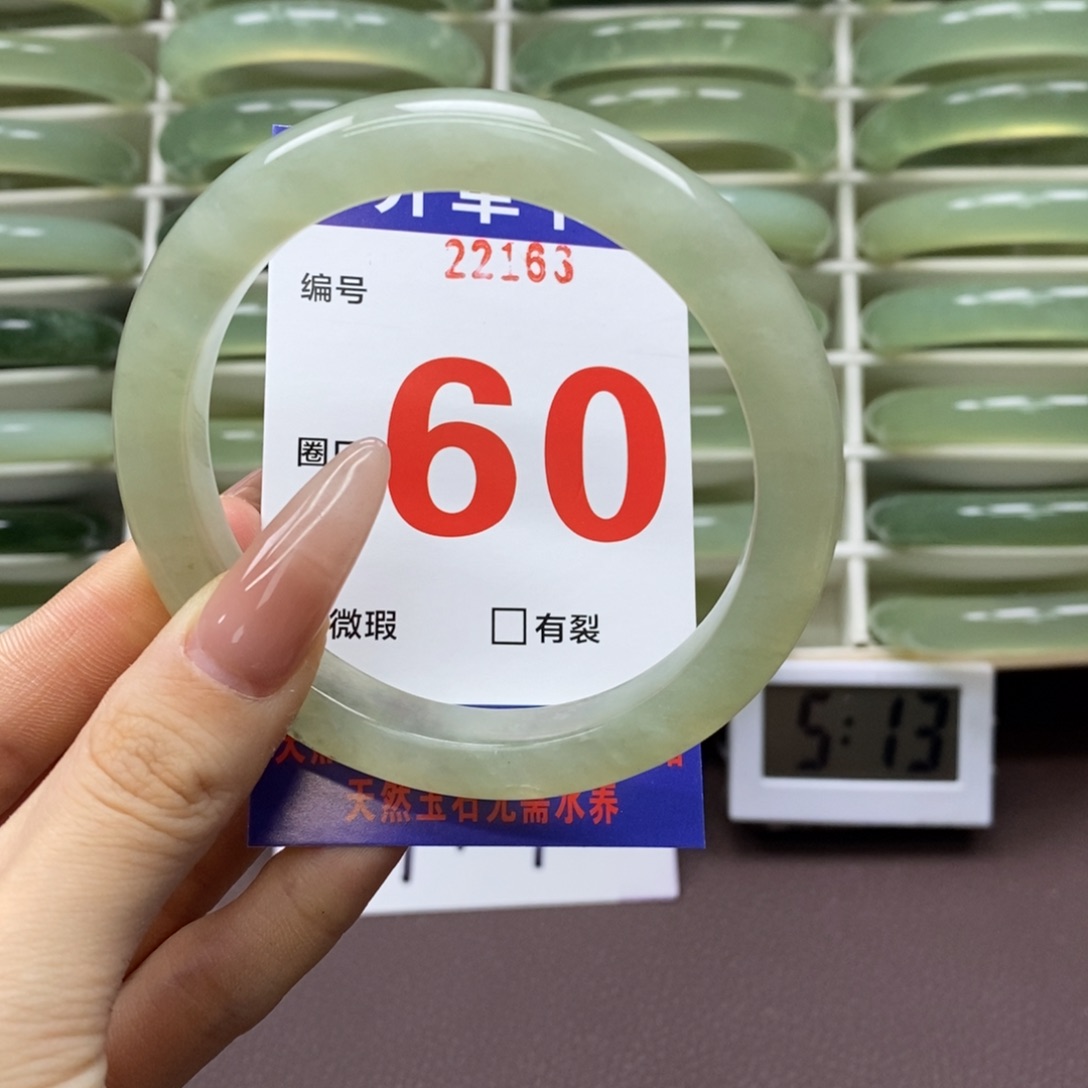 22163
编号
60
圈
微瑕 □有裂
天然玉石无需水养
5:13